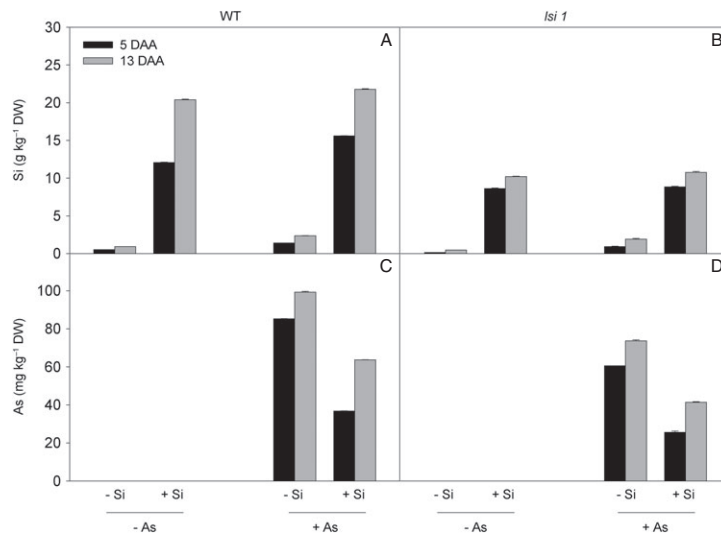 WT
lsi 1
30
A
B
5 DAA
13 DAA
25
20
15
10
5
0
Si (g kg⁻¹ DW)
C
D
100
80
60
40
20
0
As (mg kg⁻¹ DW)
- Si + Si - Si + Si - Si + Si - Si + Si
- As + As - As + As